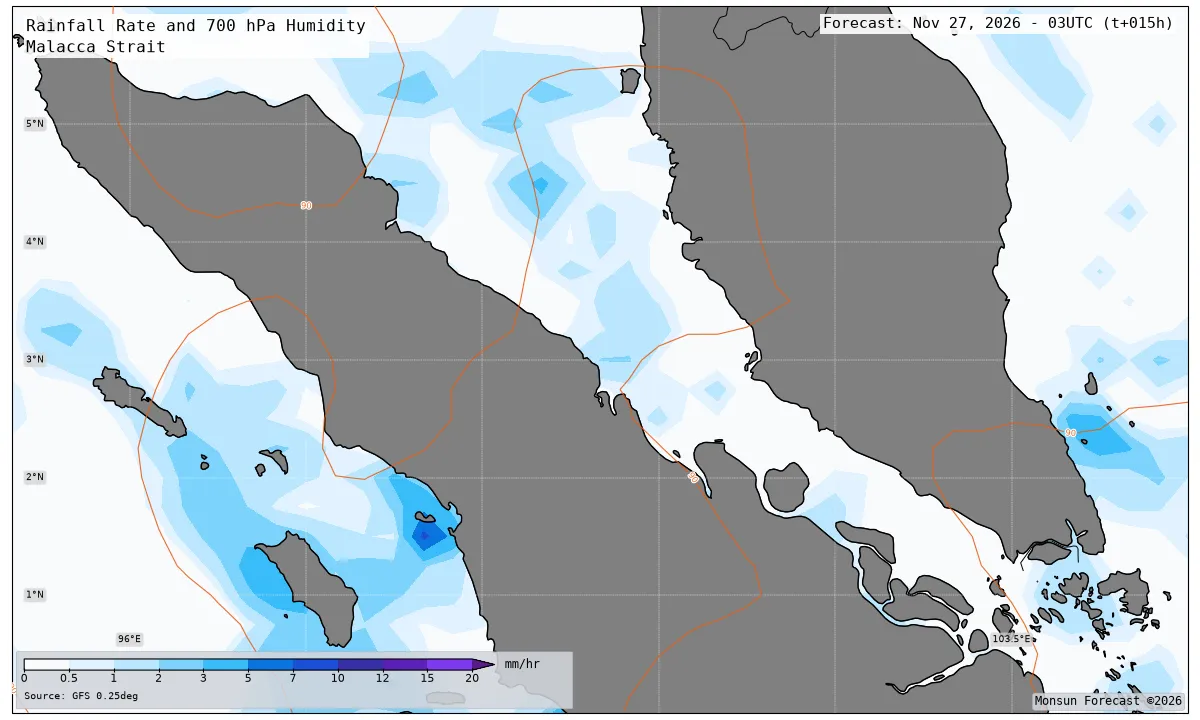 Rainfall Rate and 700 hPa Humidity
Malacca Strait
Forecast: Nov 27, 2026 - 03UTC (t+015h)
5°N
4°N
3°N
2°N
1°N
96°E
103.5°E
90
90
mm/hr
0 0.5 1 2 3 5 7 10 12 15 20
Source: GFS 0.25deg
Monsun Forecast ©2026